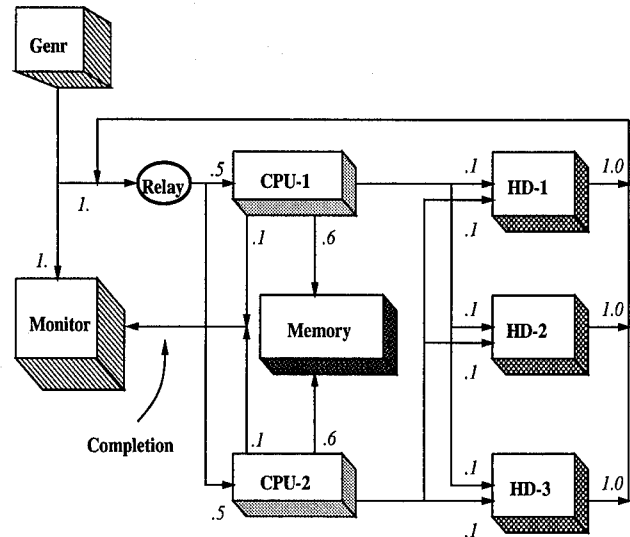 Genr
.5
CPU-1
.1
HD-1
1.0
Relay
1.
.1
.6
.1
1.
Monitor
Memory
.1
HD-2
1.0
.1
Completion
.1
.6
CPU-2
.1
HD-3
1.0
.5
.1